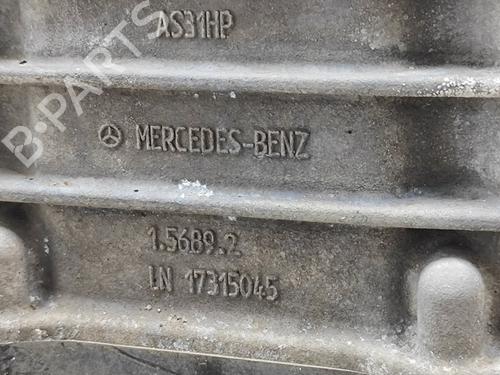 AS31HP
MERCEDES-BENZ
1.5689.2
LN 17315045
B-PARTS